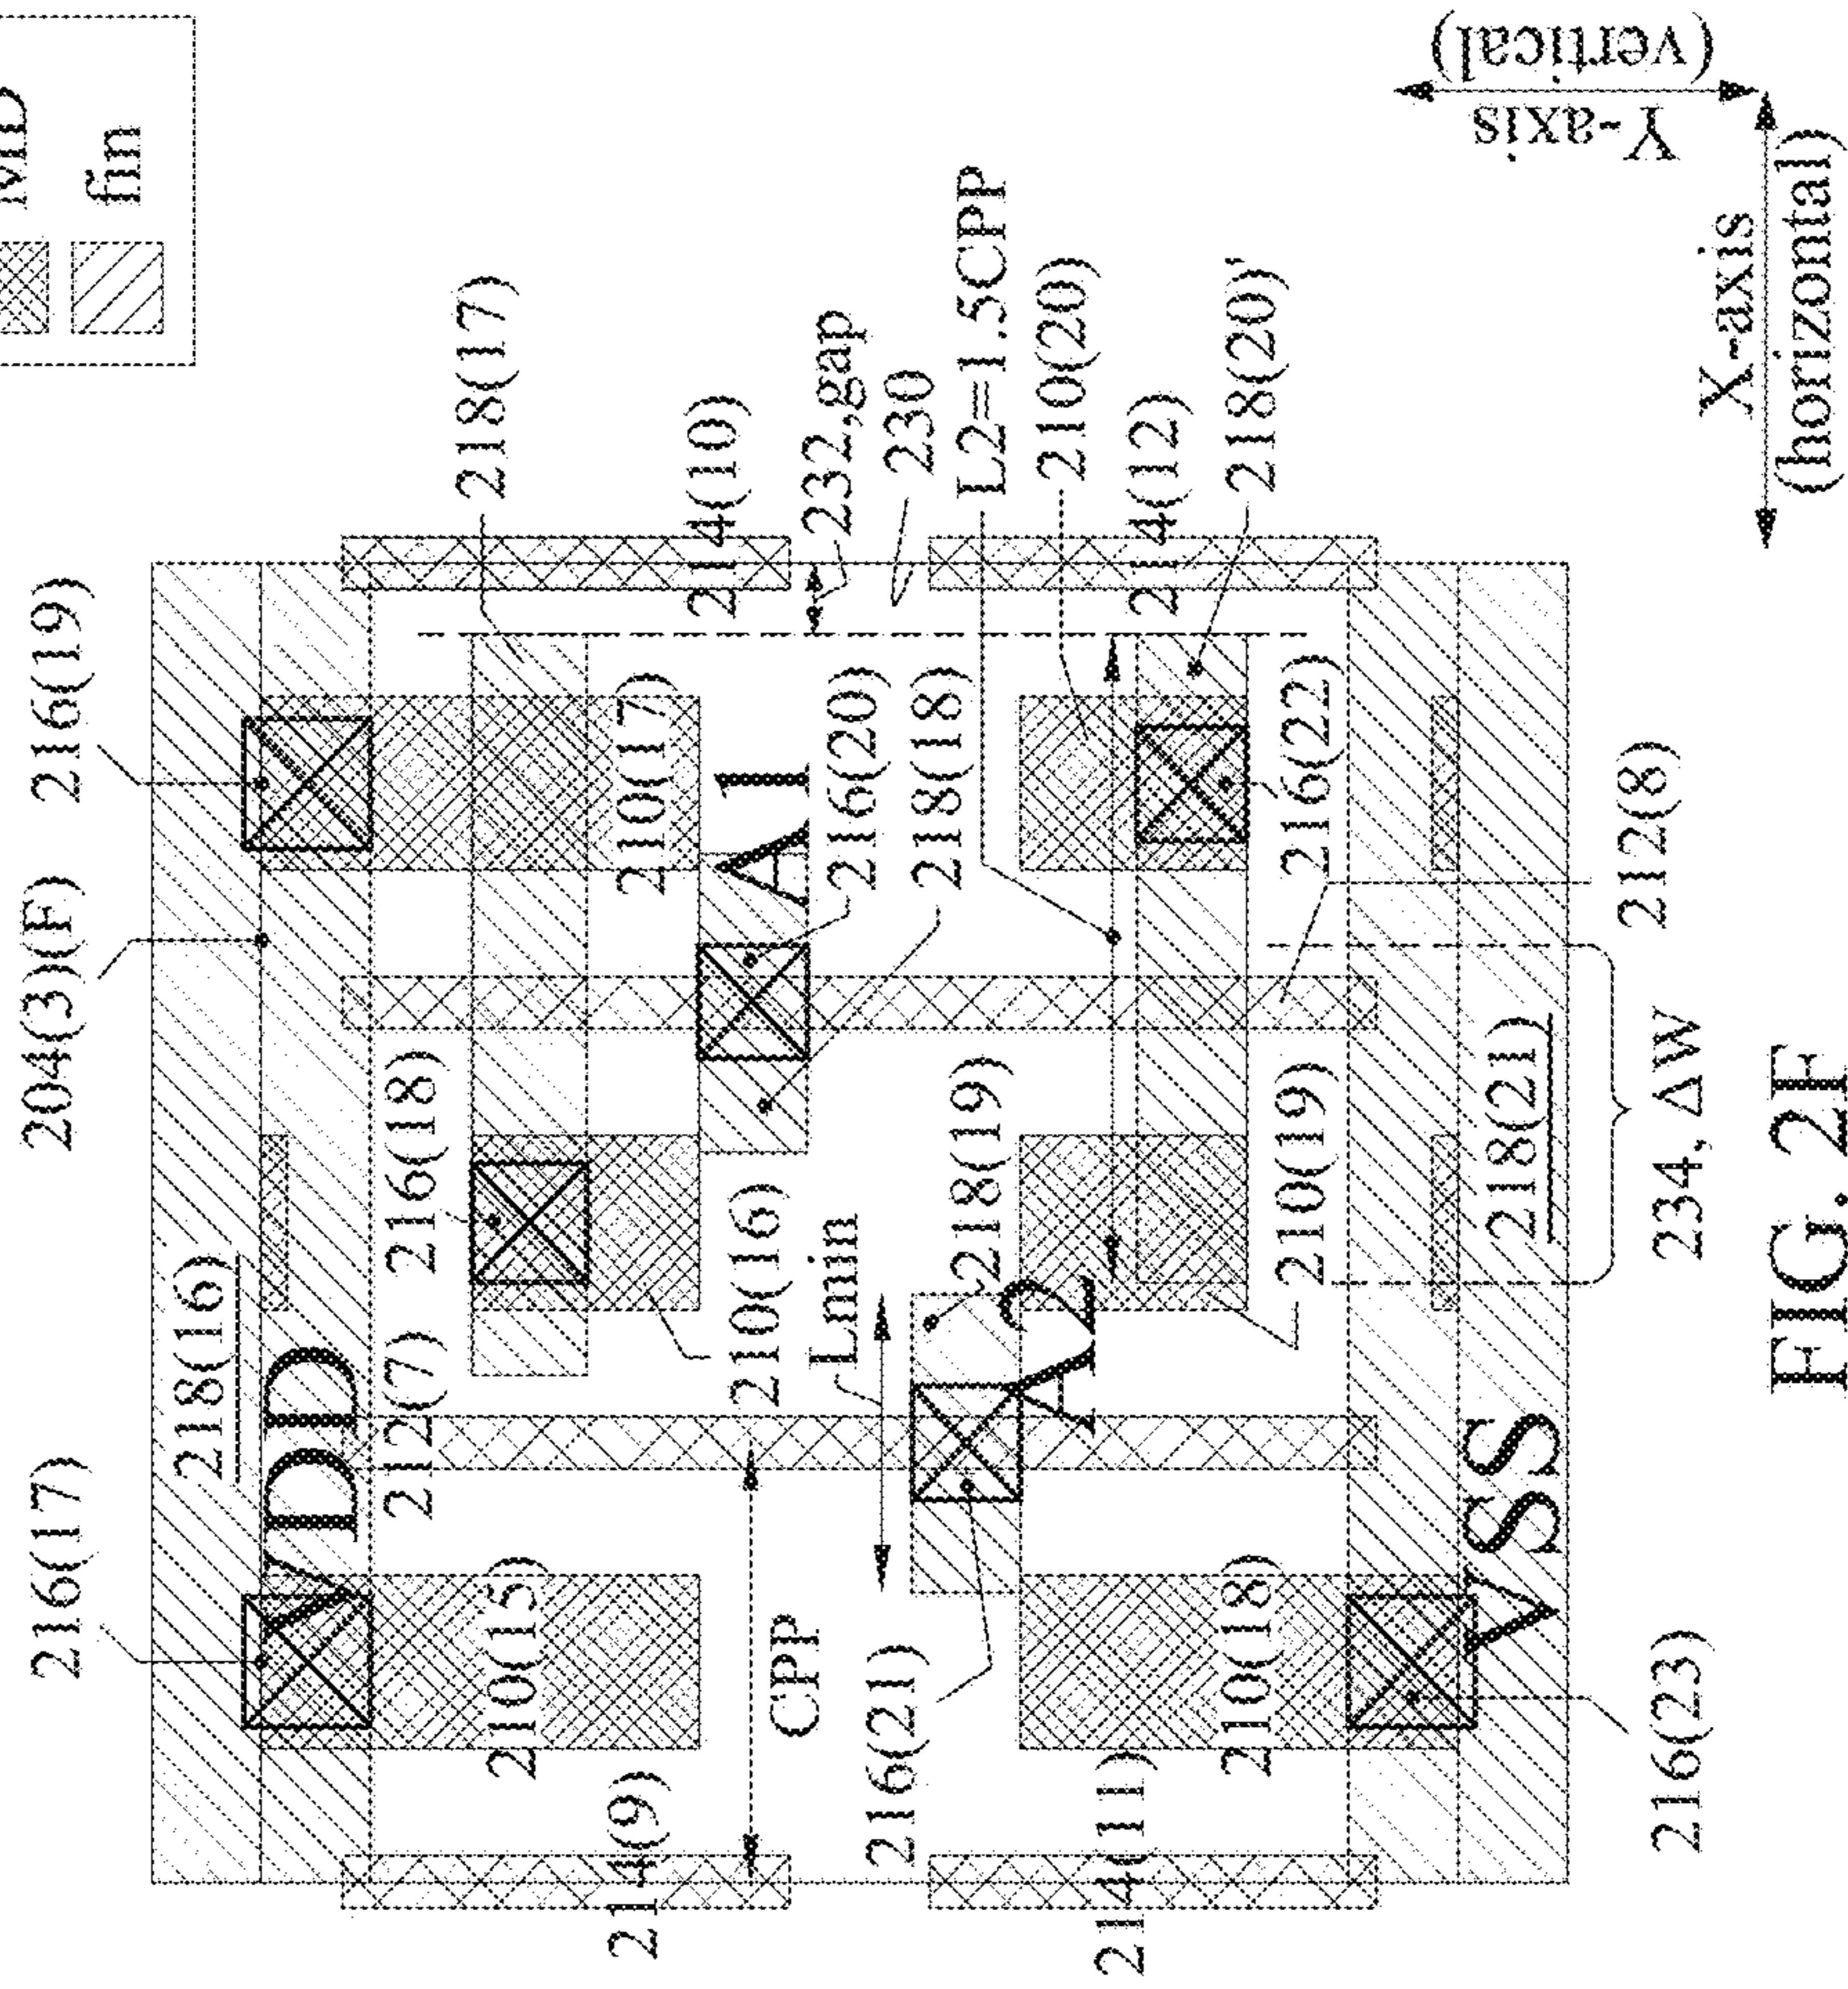 MD
fin
204(3)(F)
216(17)
216(19)
218(16)
VDD
212(7)
216(18)
218(17)
210(15)
210(16)
210(17)
214(9)
214(10)
CPP
Lmin
A1
232,gap
216(20)
230
216(21)
218(19)
218(18)
L2=1.5CPP
A2
210(20)
214(11)
214(12)
210(18)
210(19)
216(22)
218(20)'
VSS
218(21)
216(23)
234, ΔW
212(8)
FIG. 2F
Y-axis
(vertical)
X-axis
(horizontal)